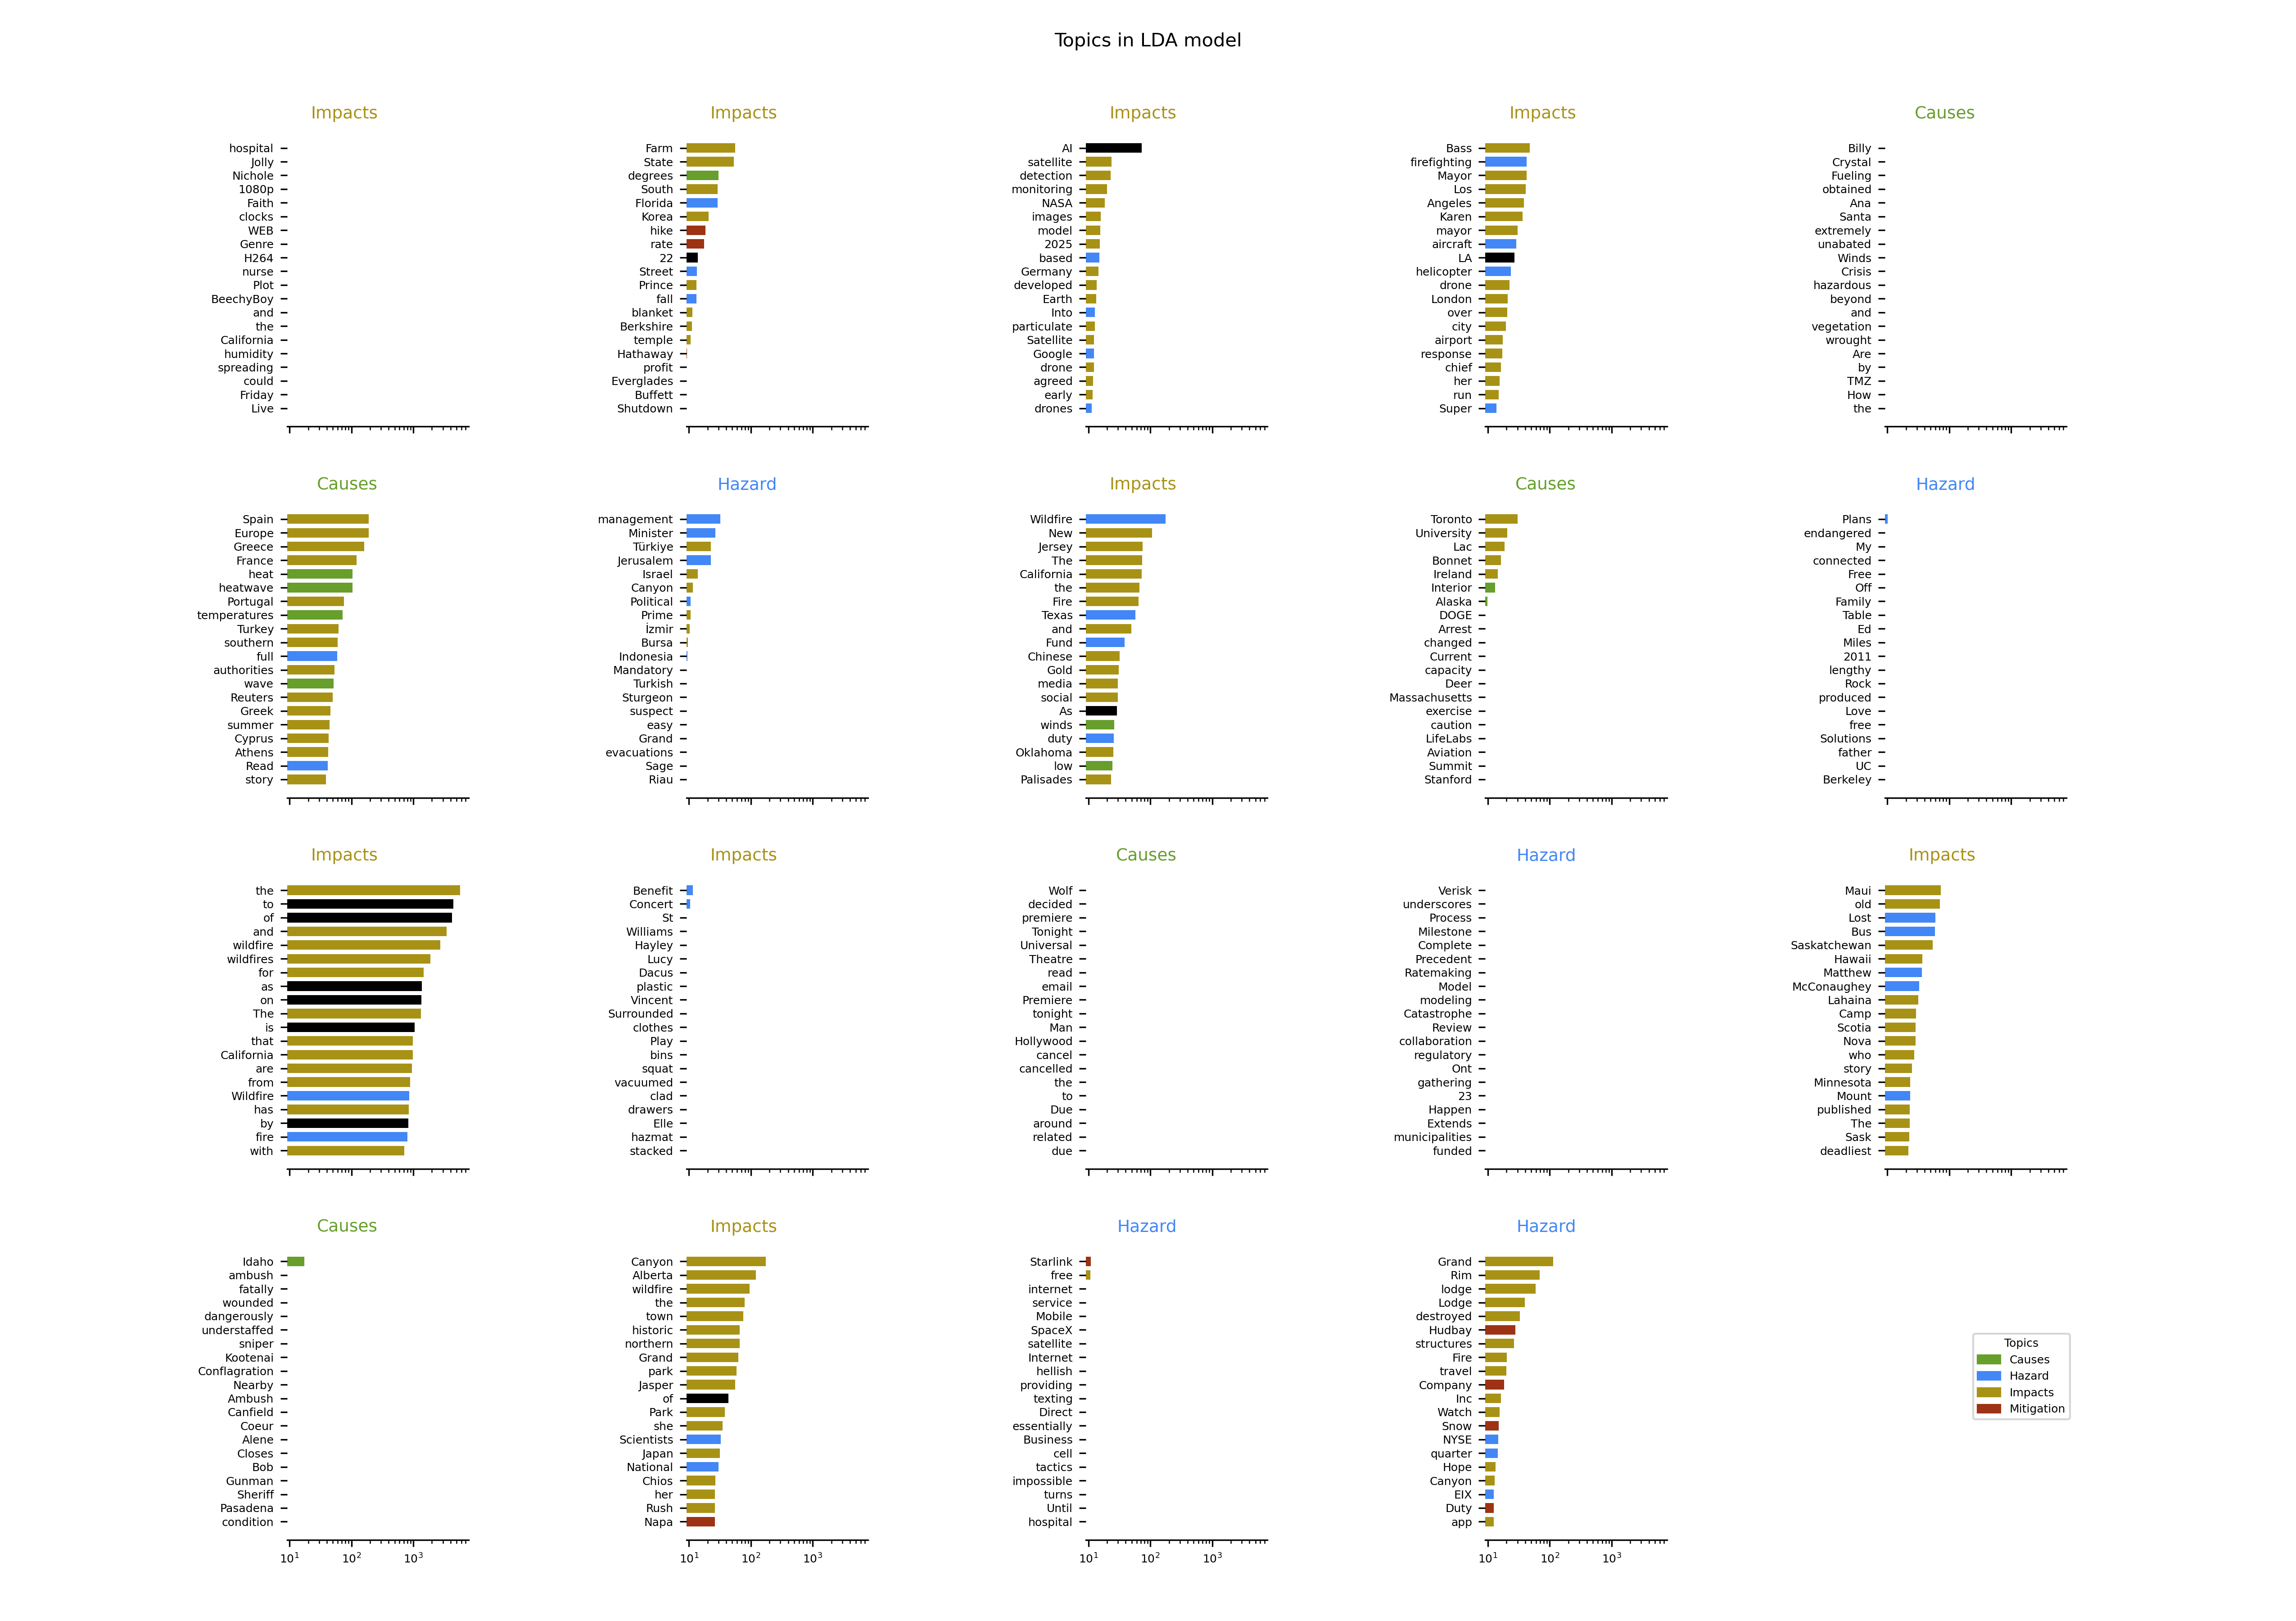 Topics in LDA model
Impacts
hospital
Jolly
Nichole
1080p
Faith
clocks
WEB
Genre
H264
nurse
Plot
BeechyBoy
and
the
California
humidity
spreading
could
Friday
Live
Impacts
Farm
State
degrees
South
Florida
Korea
hike
rate
22
Street
Prince
fall
blanket
Berkshire
temple
Hathaway
profit
Everglades
Buffett
Shutdown
Impacts
AI
satellite
detection
monitoring
NASA
images
model
2025
based
Germany
developed
Earth
Into
particulate
Satellite
Google
drone
agreed
early
drones
Impacts
Bass
firefighting
Mayor
Los
Angeles
Karen
mayor
aircraft
LA
helicopter
drone
London
over
city
airport
response
chief
her
run
Super
Causes
Billy
Crystal
Fueling
obtained
Ana
Santa
extremely
unabated
Winds
Crisis
hazardous
beyond
and
vegetation
wrought
Are
by
TMZ
How
the
Causes
Spain
Europe
Greece
France
heat
heatwave
Portugal
temperatures
Turkey
southern
full
authorities
wave
Reuters
Greek
summer
Cyprus
Athens
Read
story
Hazard
management
Minister
Türkiye
Jerusalem
Israel
Canyon
Political
Prime
İzmir
Bursa
Indonesia
Mandatory
Turkish
Sturgeon
suspect
easy
Grand
evacuations
Sage
Riau
Impacts
Wildfire
New
Jersey
The
California
the
Fire
Texas
and
Fund
Chinese
Gold
media
social
As
winds
duty
Oklahoma
low
Palisades
Causes
Toronto
University
Lac
Bonnet
Ireland
Interior
Alaska
DOGE
Arrest
changed
Current
capacity
Deer
Massachusetts
exercise
caution
LifeLabs
Aviation
Summit
Stanford
Hazard
Plans
endangered
My
connected
Free
Off
Family
Table
Ed
Miles
2011
lengthy
Rock
produced
Love
free
Solutions
father
UC
Berkeley
Impacts
the
to
of
and
wildfire
wildfires
for
as
on
The
is
that
California
are
from
Wildfire
has
by
fire
with
Impacts
Benefit
Concert
St
Williams
Hayley
Lucy
Dacus
plastic
Vincent
Surrounded
clothes
Play
bins
squat
vacuumed
clad
drawers
Elle
hazmat
stacked
Causes
Wolf
decided
premiere
Tonight
Universal
Theatre
read
email
Premiere
tonight
Man
Hollywood
cancel
cancelled
the
to
Due
around
related
due
Hazard
Verisk
underscores
Process
Milestone
Complete
Precedent
Ratemaking
Model
modeling
Catastrophe
Review
collaboration
regulatory
Ont
gathering
23
Happen
Extends
municipalities
funded
Impacts
Maui
old
Lost
Bus
Saskatchewan
Hawaii
Matthew
McConaughey
Lahaina
Camp
Scotia
Nova
who
story
Minnesota
Mount
published
The
Sask
deadliest
Causes
Idaho
ambush
fatally
wounded
dangerously
understaffed
sniper
Kootenai
Conflagration
Nearby
Ambush
Canfield
Coeur
Alene
Closes
Bob
Gunman
Sheriff
Pasadena
condition
10¹ 10² 10³
Impacts
Canyon
Alberta
wildfire
the
town
historic
northern
Grand
park
Jasper
of
Park
she
Scientists
Japan
National
Chios
her
Rush
Napa
10¹ 10² 10³
Hazard
Starlink
free
internet
service
Mobile
SpaceX
satellite
Internet
hellish
providing
texting
Direct
essentially
Business
cell
tactics
impossible
turns
Until
hospital
10¹ 10² 10³
Hazard
Grand
Rim
lodge
Lodge
destroyed
Hudbay
structures
Fire
travel
Company
Inc
Watch
Snow
NYSE
quarter
Hope
Canyon
EIX
Duty
app
10¹ 10² 10³
Topics
Causes
Hazard
Impacts
Mitigation